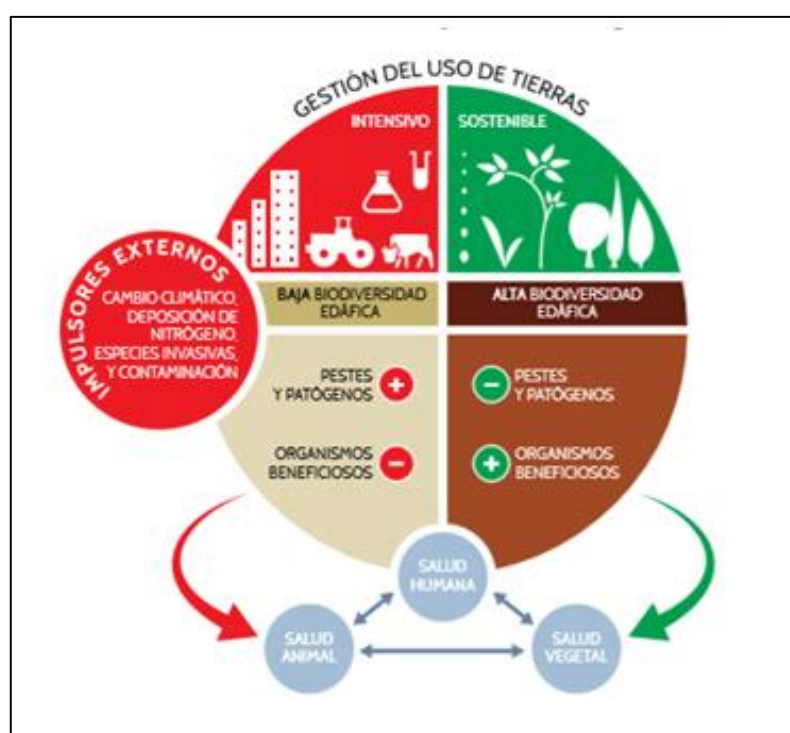 GESTIÓN DEL USO DE TIERRAS
INTENSIVO
SOSTENIBLE
IMPULSORES EXTERNOS
CAMBIO CLIMÁTICO,
DEPOSICIÓN DE
NITRÓGENO,
ESPECIES INVASIVAS,
Y CONTAMINACIÓN
BAJA BIODIVERSIDAD
EDÁFICA
ALTA BIODIVERSIDAD
EDÁFICA
PESTES
Y PATÓGENOS
+
ORGANISMOS
BENEFICIOSOS
−
−
PESTES
Y PATÓGENOS
+
ORGANISMOS
BENEFICIOSOS
SALUD
HUMANA
SALUD
ANIMAL
SALUD
VEGETAL